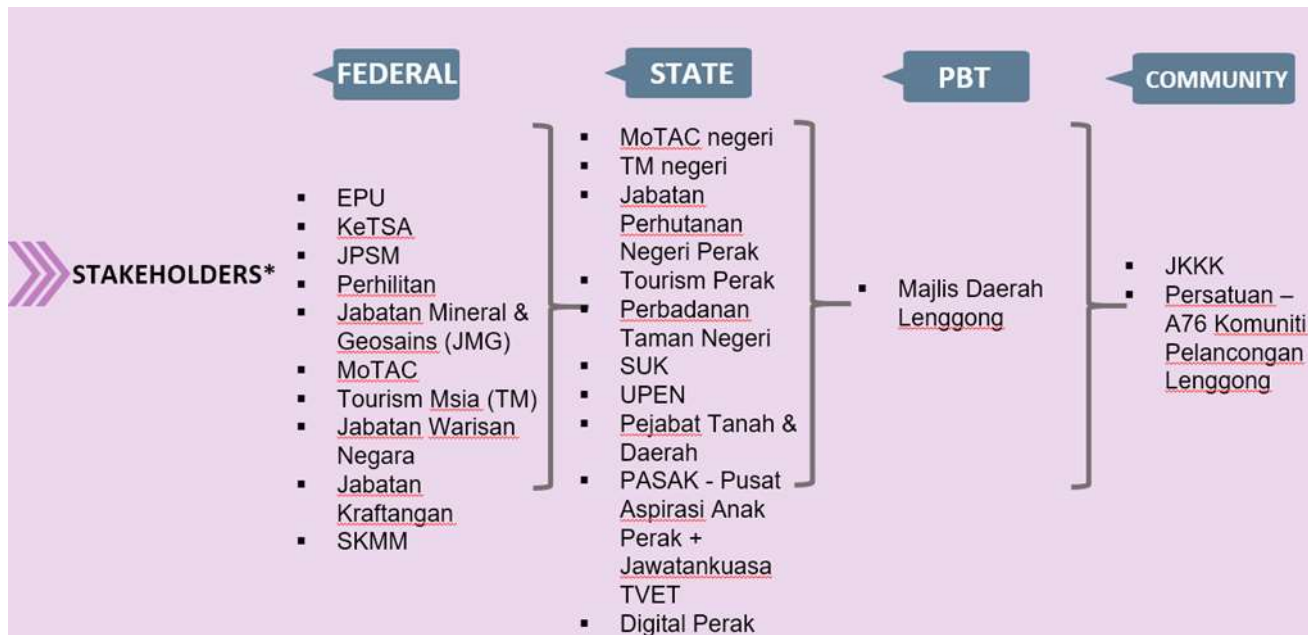 FEDERAL
STATE
PBT
COMMUNITY
STAKEHOLDERS*
▪ EPU
▪ KeTSA
▪ JPSM
▪ Perhilitan
▪ Jabatan Mineral &
Geosains (JMG)
▪ MoTAC
▪ Tourism Msia (TM)
▪ Jabatan Warisan
Negara
▪ Jabatan
Kraftangan
▪ SKMM
▪ MoTAC negeri
▪ TM negeri
▪ Jabatan
Perhutanan
Negeri Perak
▪ Tourism Perak
▪ Perbadanan
Taman Negeri
▪ SUK
▪ UPEN
▪ Pejabat Tanah &
Daerah
▪ PASAK - Pusat
Aspirasi Anak
Perak +
Jawatankuasa
TVET
▪ Digital Perak
▪ Majlis Daerah
Lenggong
▪ JKKK
▪ Persatuan –
A76 Komuniti
Pelancongan
Lenggong